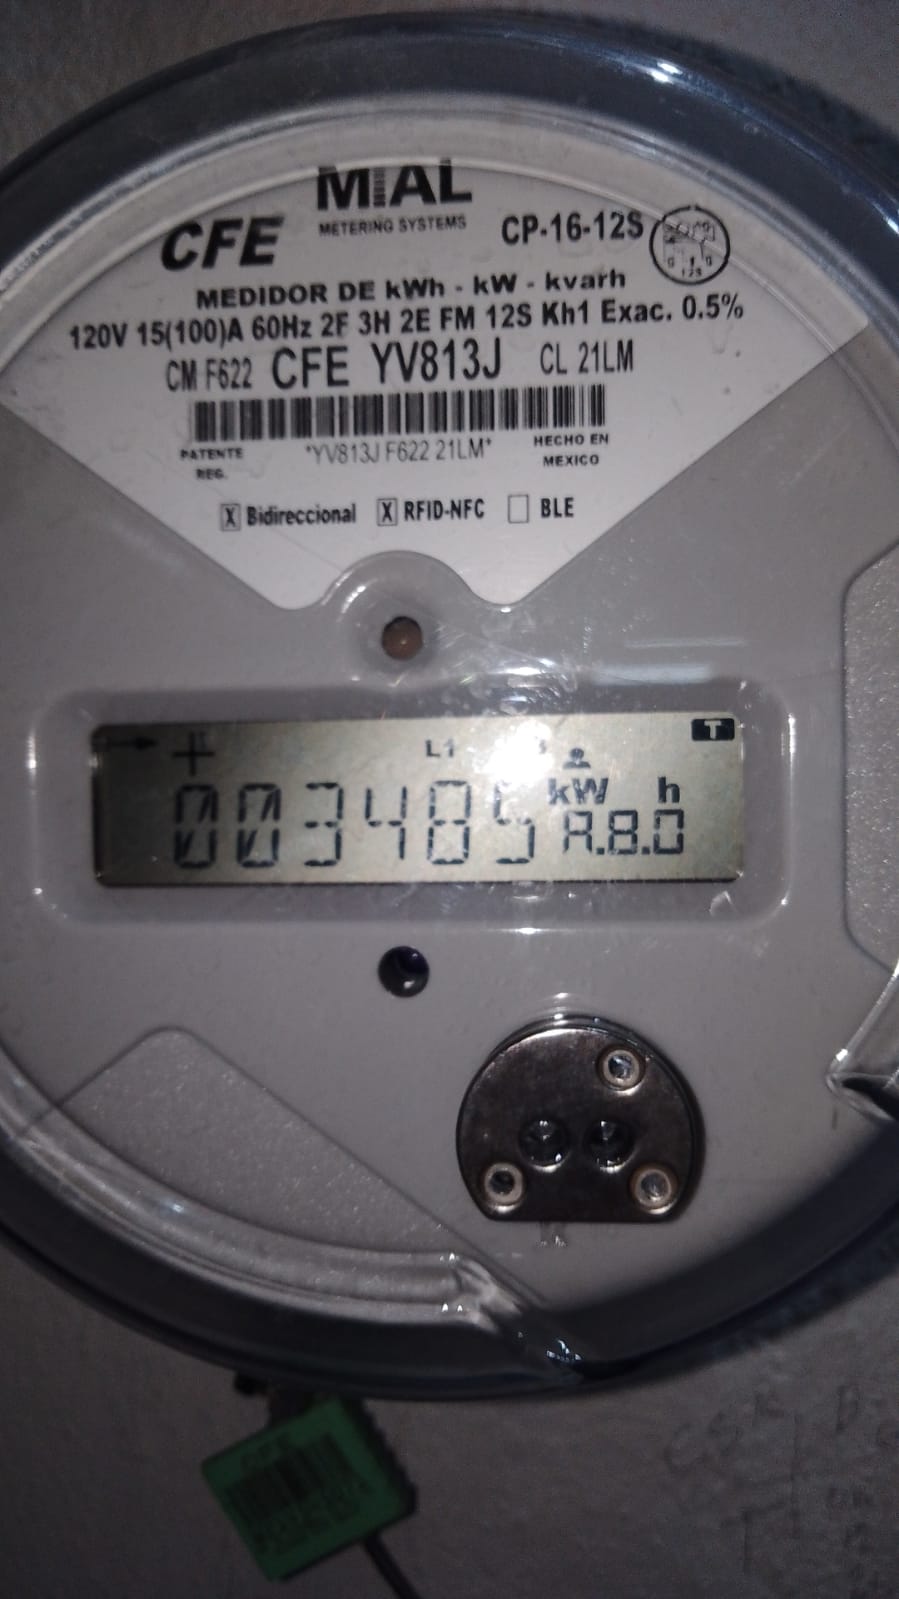 MIAL
METERING SYSTEMS
CFE
CP-16-12S
MEDIDOR DE kWh - kW - kvarh
120V 15(100)A 60Hz 2F 3H 2E FM 12S Kh1 Exac. 0.5%
CM F622 CFE YV813J CL 21LM
PATENTE REG.
*YV813J F622 21LM*
HECHO EN MEXICO
X Bidireccional X RFID-NFC BLE
L1 T
003485 kW h
A.8.0
CFE